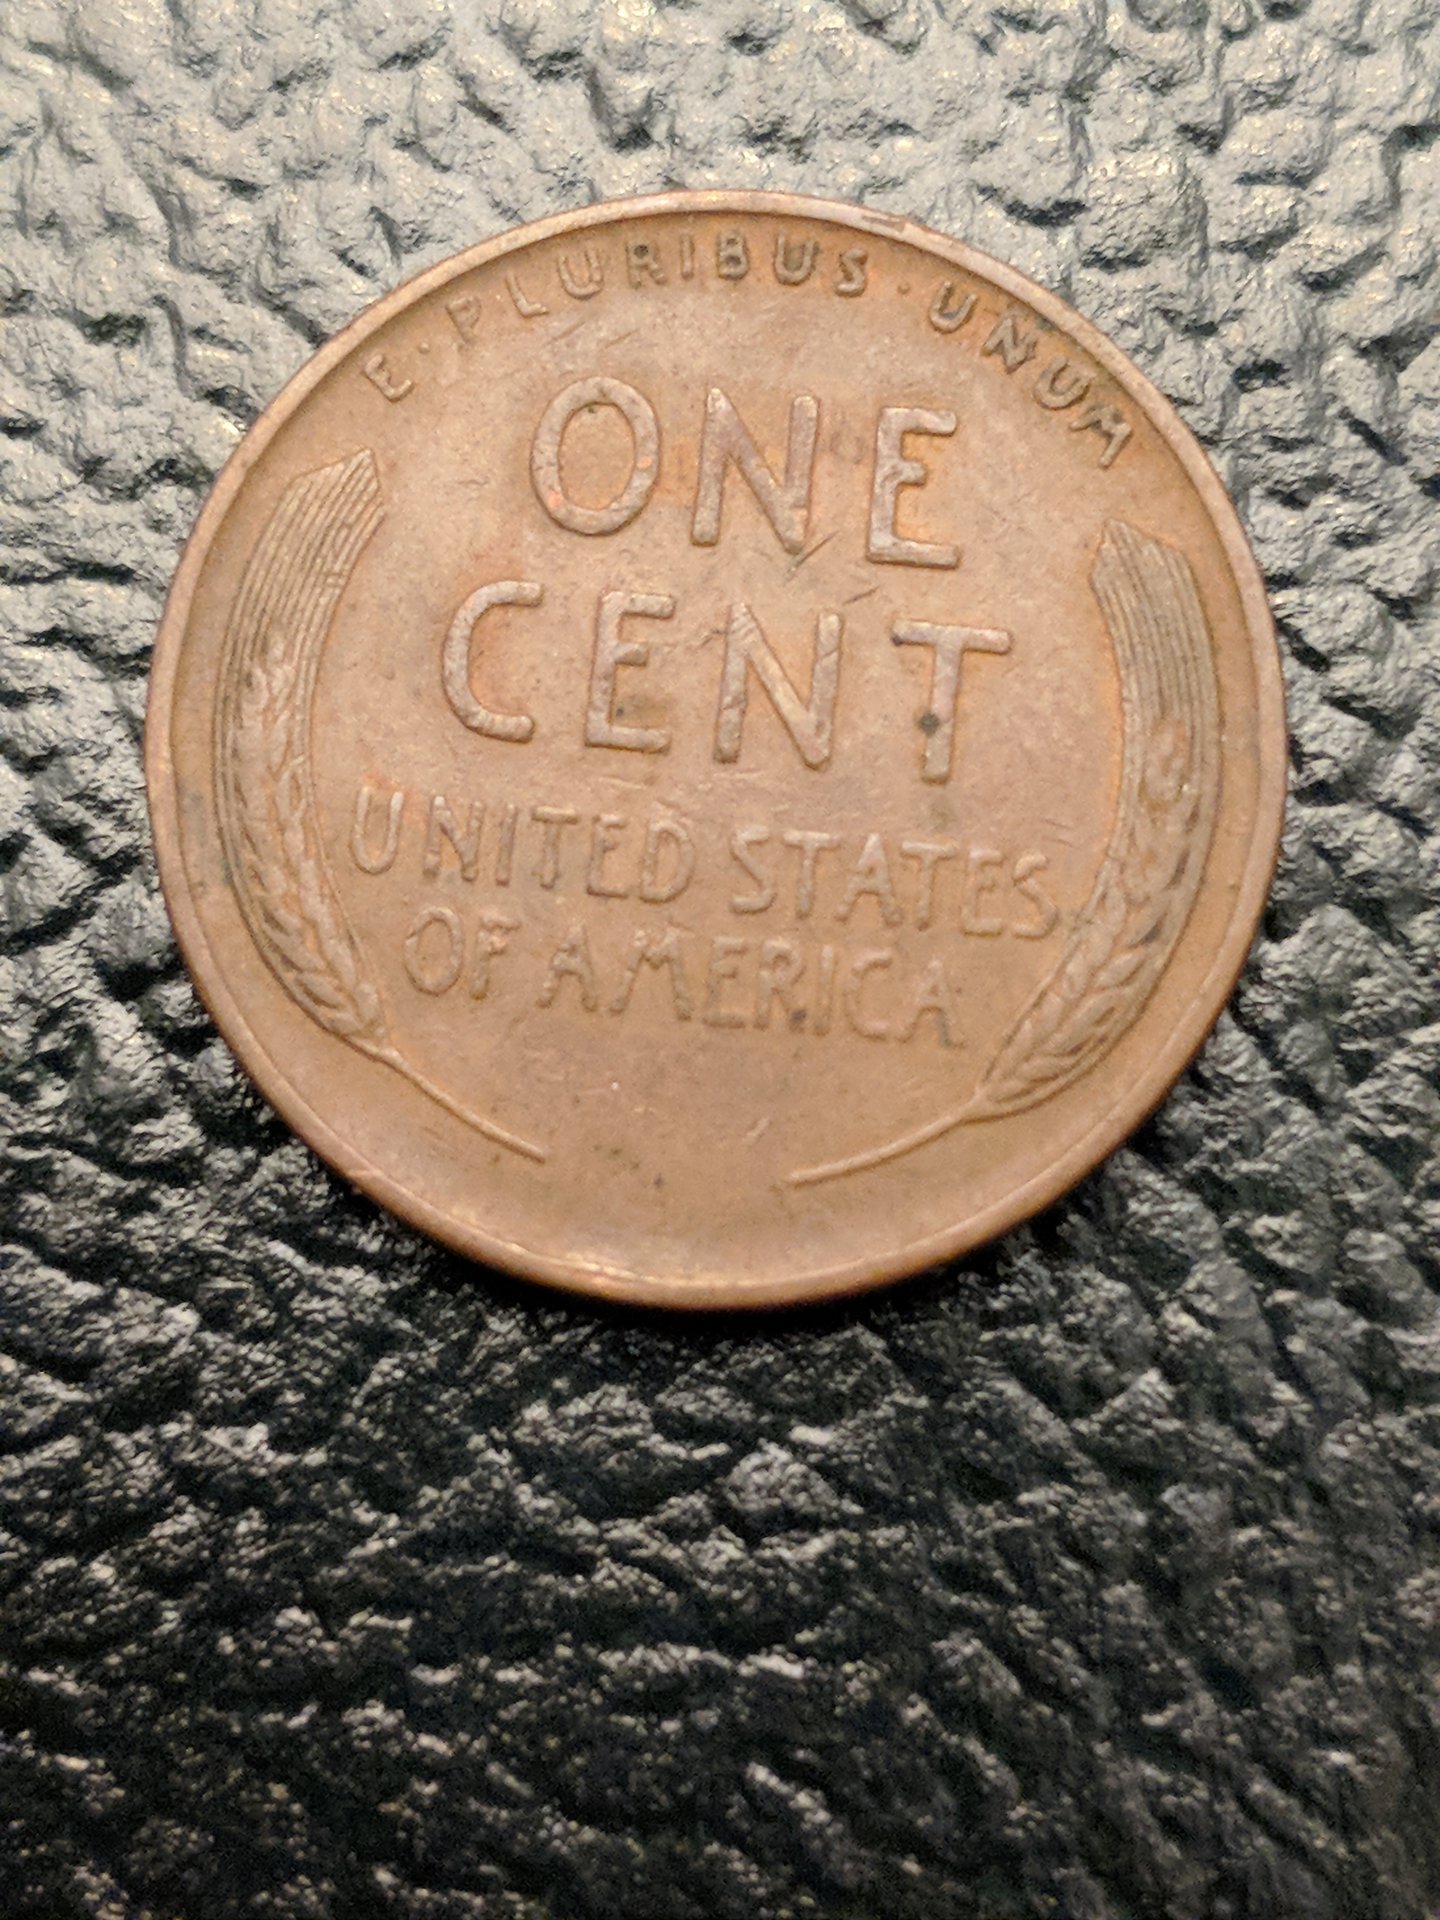 E · PLURIBUS · UNUM
ONE
CENT
UNITED STATES
OF AMERICA